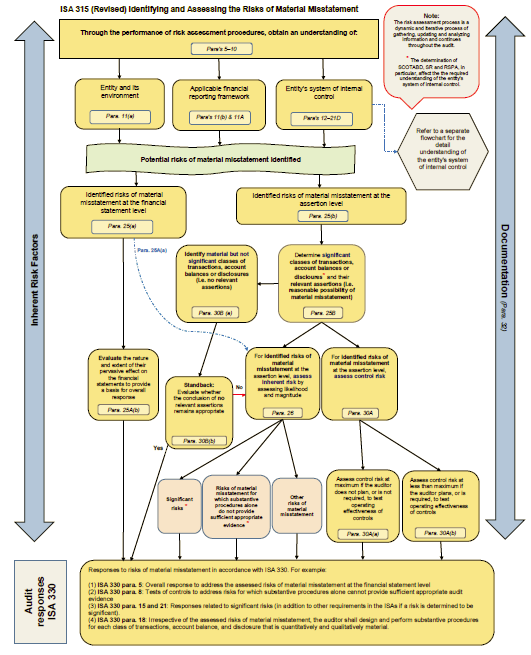 ISA 315 (Revised) Identifying and Assessing the Risks of Material Misstatement
Through the performance of risk assessment procedures, obtain an understanding of:
Para's 5–10
Note:
The risk assessment process is a
dynamic and iterative process of
gathering, updating and analyzing
information and continues
throughout the audit.
* The determination of
SCOTABD, SR and RSPA, in
particular, effect the the required
understanding of the entity's
system of internal control.
Entity and its
environment
Para. 11(a)
Applicable financial
reporting framework
Para's 11(b) & 11A
Entity's system of internal
control
Para's 12–21D
Refer to a separate
flowchart for the
detail
understanding of
the entity's system
of internal control
Potential risks of material misstatement identified
Identified risks of material
misstatement at the financial
statement level
Para. 25(a)
Identified risks of material misstatement at the
assertion level
Para. 25(b)
Inherent Risk Factors
Documentation (Para. 32)
Para. 25A(a)
Identify material but not
significant classes of
transactions, account
balances or disclosures
(i.e. no relevant
assertions)
Para. 30B (a)
Determine significant
classes of transactions,
account balances or
disclosures* and their
relevant assertions (i.e.
reasonable possibility of
material misstatement)
Para. 25B
Evaluate the nature
and extent of their
pervasive effect on
the financial
statements to provide
a basis for overall
response
Para. 25A(b)
Standback:
Evaluate whether
the conclusion of no
relevant assertions
remains appropriate
Para. 30B(b)
No
Yes
For Identified risks of
material
misstatement at the
assertion level, assess
inherent risk by
assessing likelihood
and magnitude
Para. 26
For Identified risks of
material misstatement
at the assertion level,
assess control risk
Para. 30A
Significant
risks *
Risks of material
misstatement for
which substantive
procedures alone
do not provide
sufficient appropriate
evidence *
Other
risks of
material
misstatement
Assess control risk at
maximum if the auditor
does not plan, or is not
required, to test
operating
effectiveness of
controls
Para. 30A(a)
Assess control risk at
less than maximum if
the auditor plans, or is
required, to test
operating effectiveness
of controls
Para. 30A(b)
Audit
responses
ISA 330
Responses to risks of material misstatement in accordance with ISA 330. For example:
(1) ISA 330 para. 5: Overall response to address the assessed risks of material misstatement at the financial statement level
(2) ISA 330 para. 8: Tests of controls to address risks for which substantive procedures alone cannot provide sufficient appropriate audit
evidence
(3) ISA 330 para. 15 and 21: Responses related to significant risks (in addition to other requirements in the ISAs if a risk is determined to be
significant).
(4) ISA 330 para. 18: Irrespective of the assessed risks of material misstatement, the auditor shall design and perform substantive procedures
for each class of transactions, account balance, and disclosure that is quantitatively and qualitatively material.